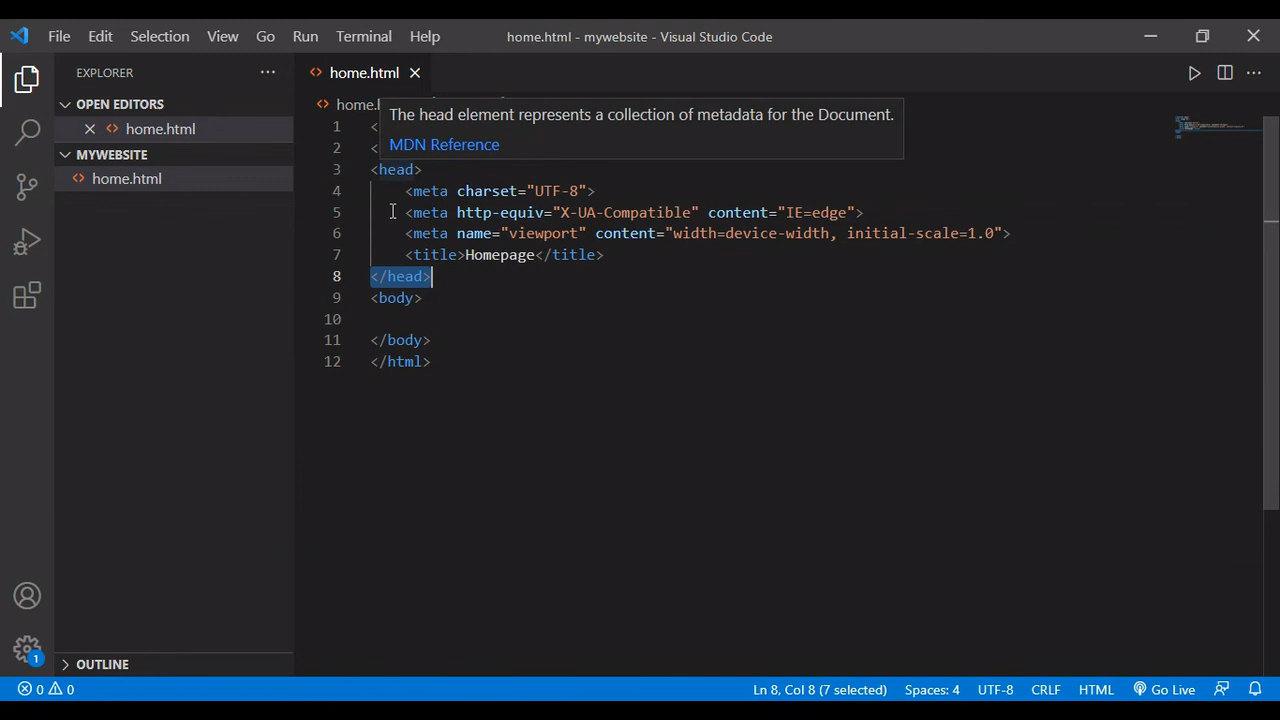 File Edit Selection View Go Run Terminal Help home.html - mywebsite - Visual Studio Code
EXPLORER
home.html
OPEN EDITORS
home.html
MYWEBSITE
home.html
OUTLINE
home.h
The head element represents a collection of metadata for the Document.
MDN Reference
1 <
2 <
3 <head>
4 <meta charset="UTF-8">
5 <meta http-equiv="X-UA-Compatible" content="IE=edge">
6 <meta name="viewport" content="width=device-width, initial-scale=1.0">
7 <title>Homepage</title>
8 </head>
9 <body>
10
11 </body>
12 </html>
1
0 0 Ln 8, Col 8 (7 selected) Spaces: 4 UTF-8 CRLF HTML Go Live